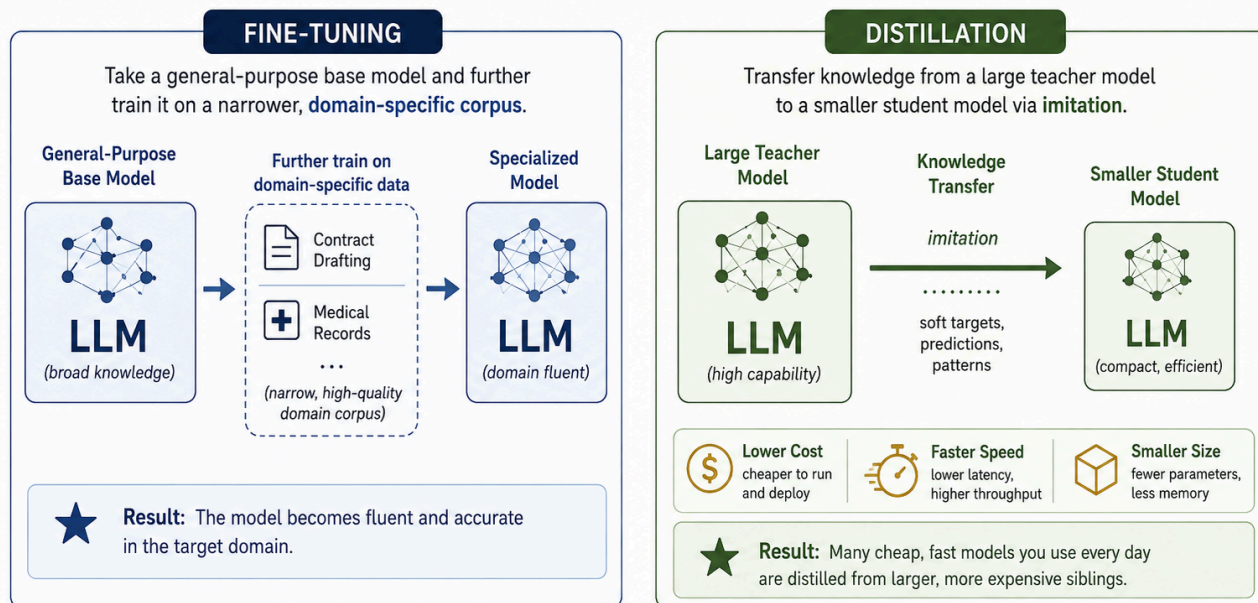 FINE-TUNING
Take a general-purpose base model and further
train it on a narrower, domain-specific corpus.
General-Purpose
Base Model
LLM
(broad knowledge)
Further train on
domain-specific data
Contract
Drafting
Medical
Records
...
(narrow, high-quality
domain corpus)
Specialized
Model
LLM
(domain fluent)
Result: The model becomes fluent and accurate
in the target domain.
DISTILLATION
Transfer knowledge from a large teacher model
to a smaller student model via imitation.
Large Teacher
Model
LLM
(high capability)
Knowledge
Transfer
imitation
soft targets,
predictions,
patterns
Smaller Student
Model
LLM
(compact, efficient)
Lower Cost
cheaper to run
and deploy
Faster Speed
lower latency,
higher throughput
Smaller Size
fewer parameters,
less memory
Result: Many cheap, fast models you use every day
are distilled from larger, more expensive siblings.